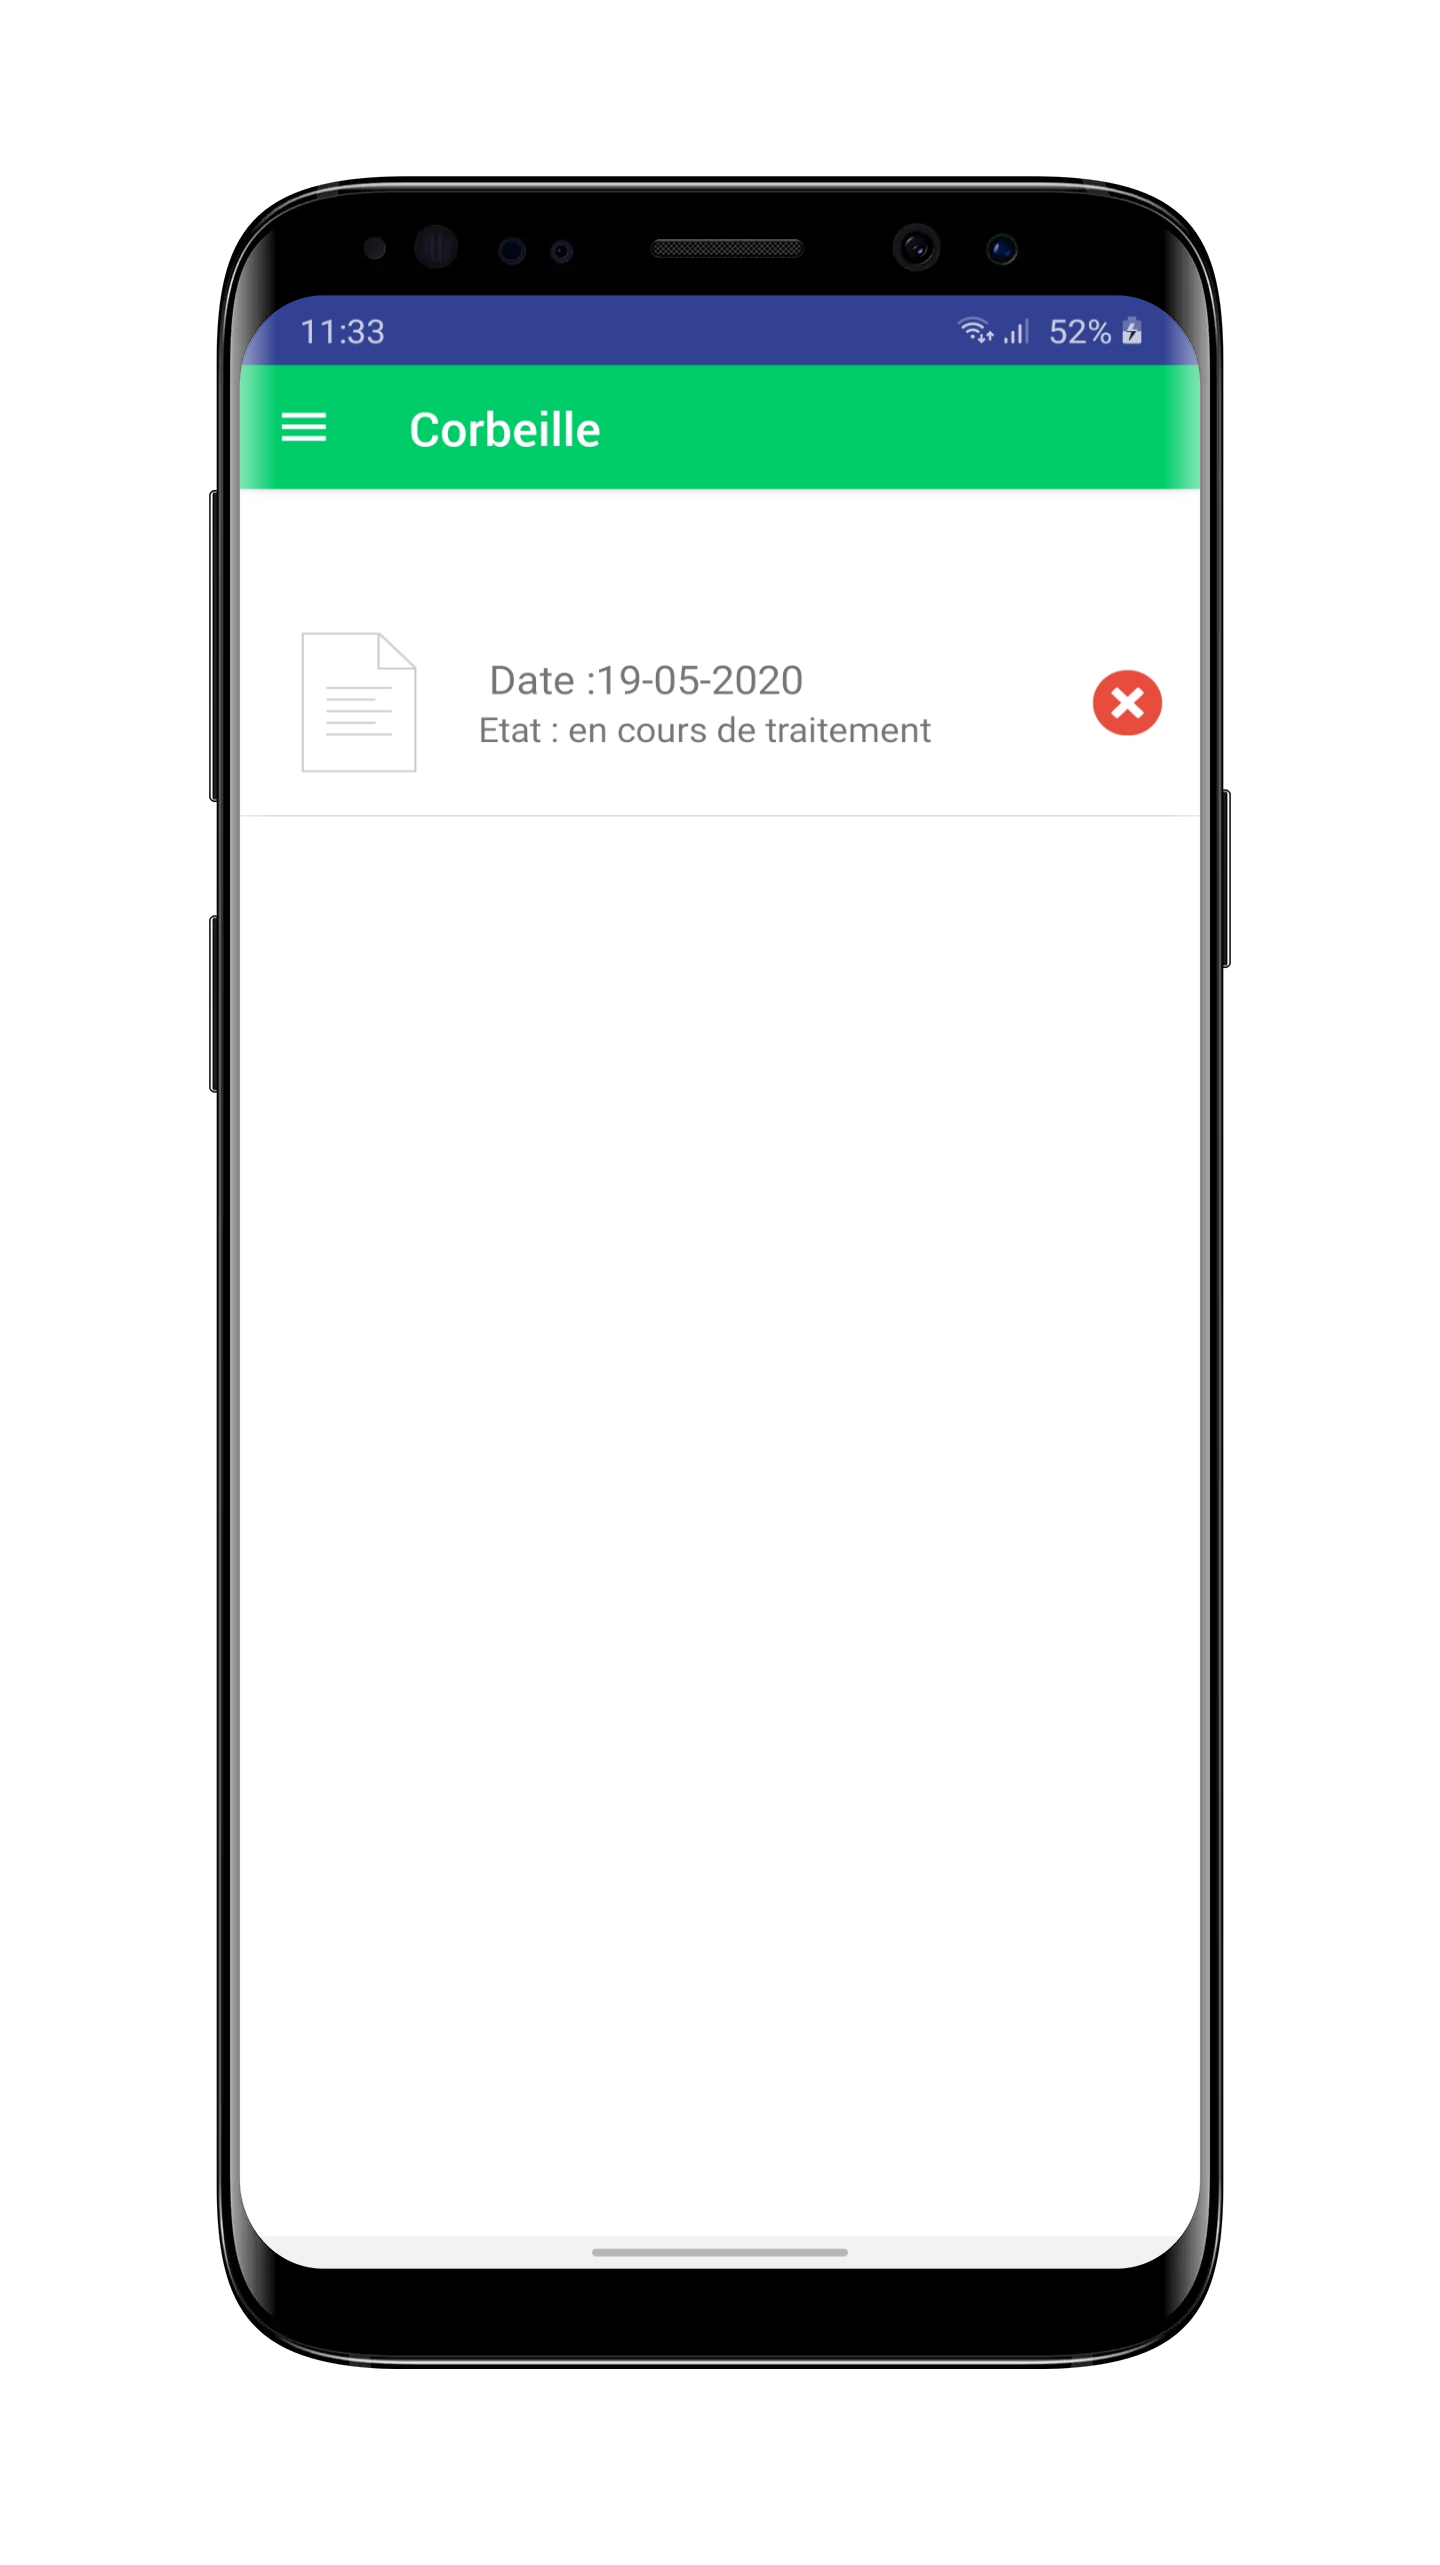 11:33 52%
Corbeille
Date :19-05-2020
Etat : en cours de traitement